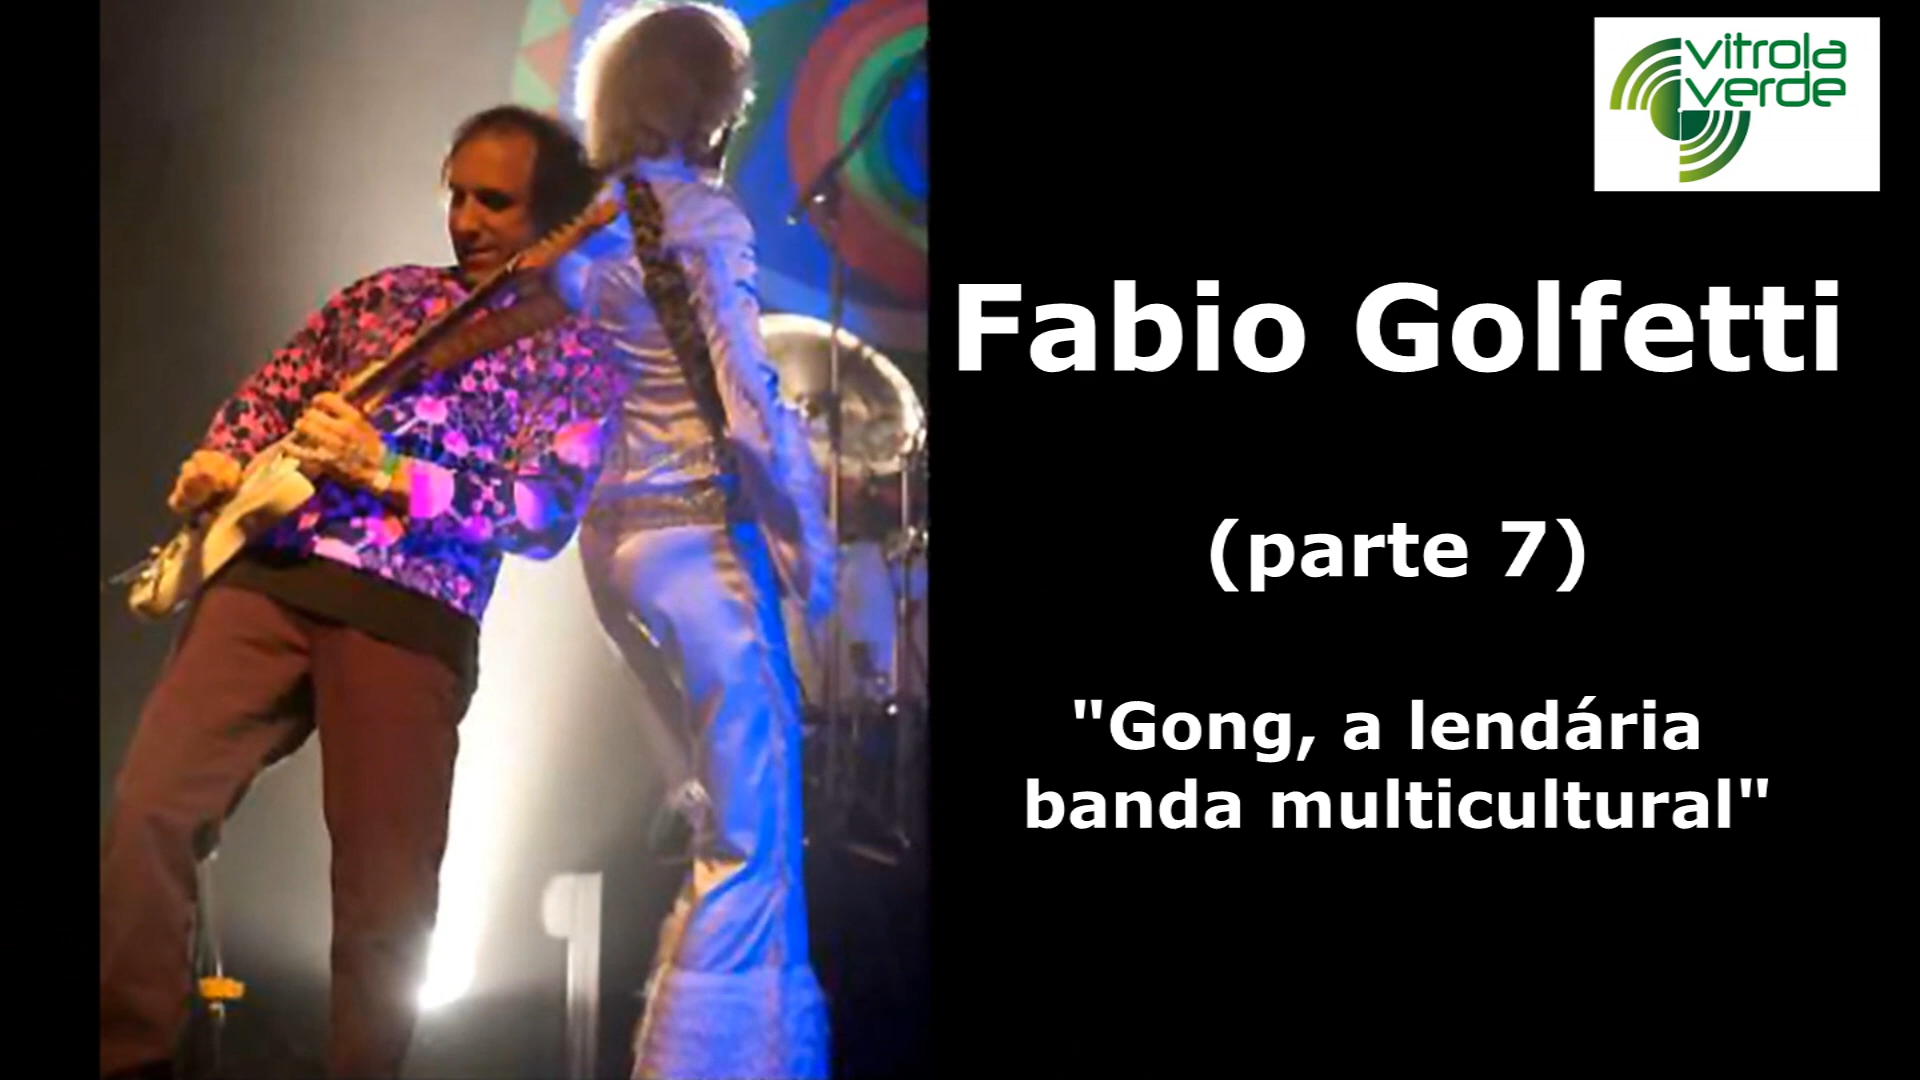 vitrola
verde
Fabio Golfetti
(parte 7)
"Gong, a lendária
banda multicultural"